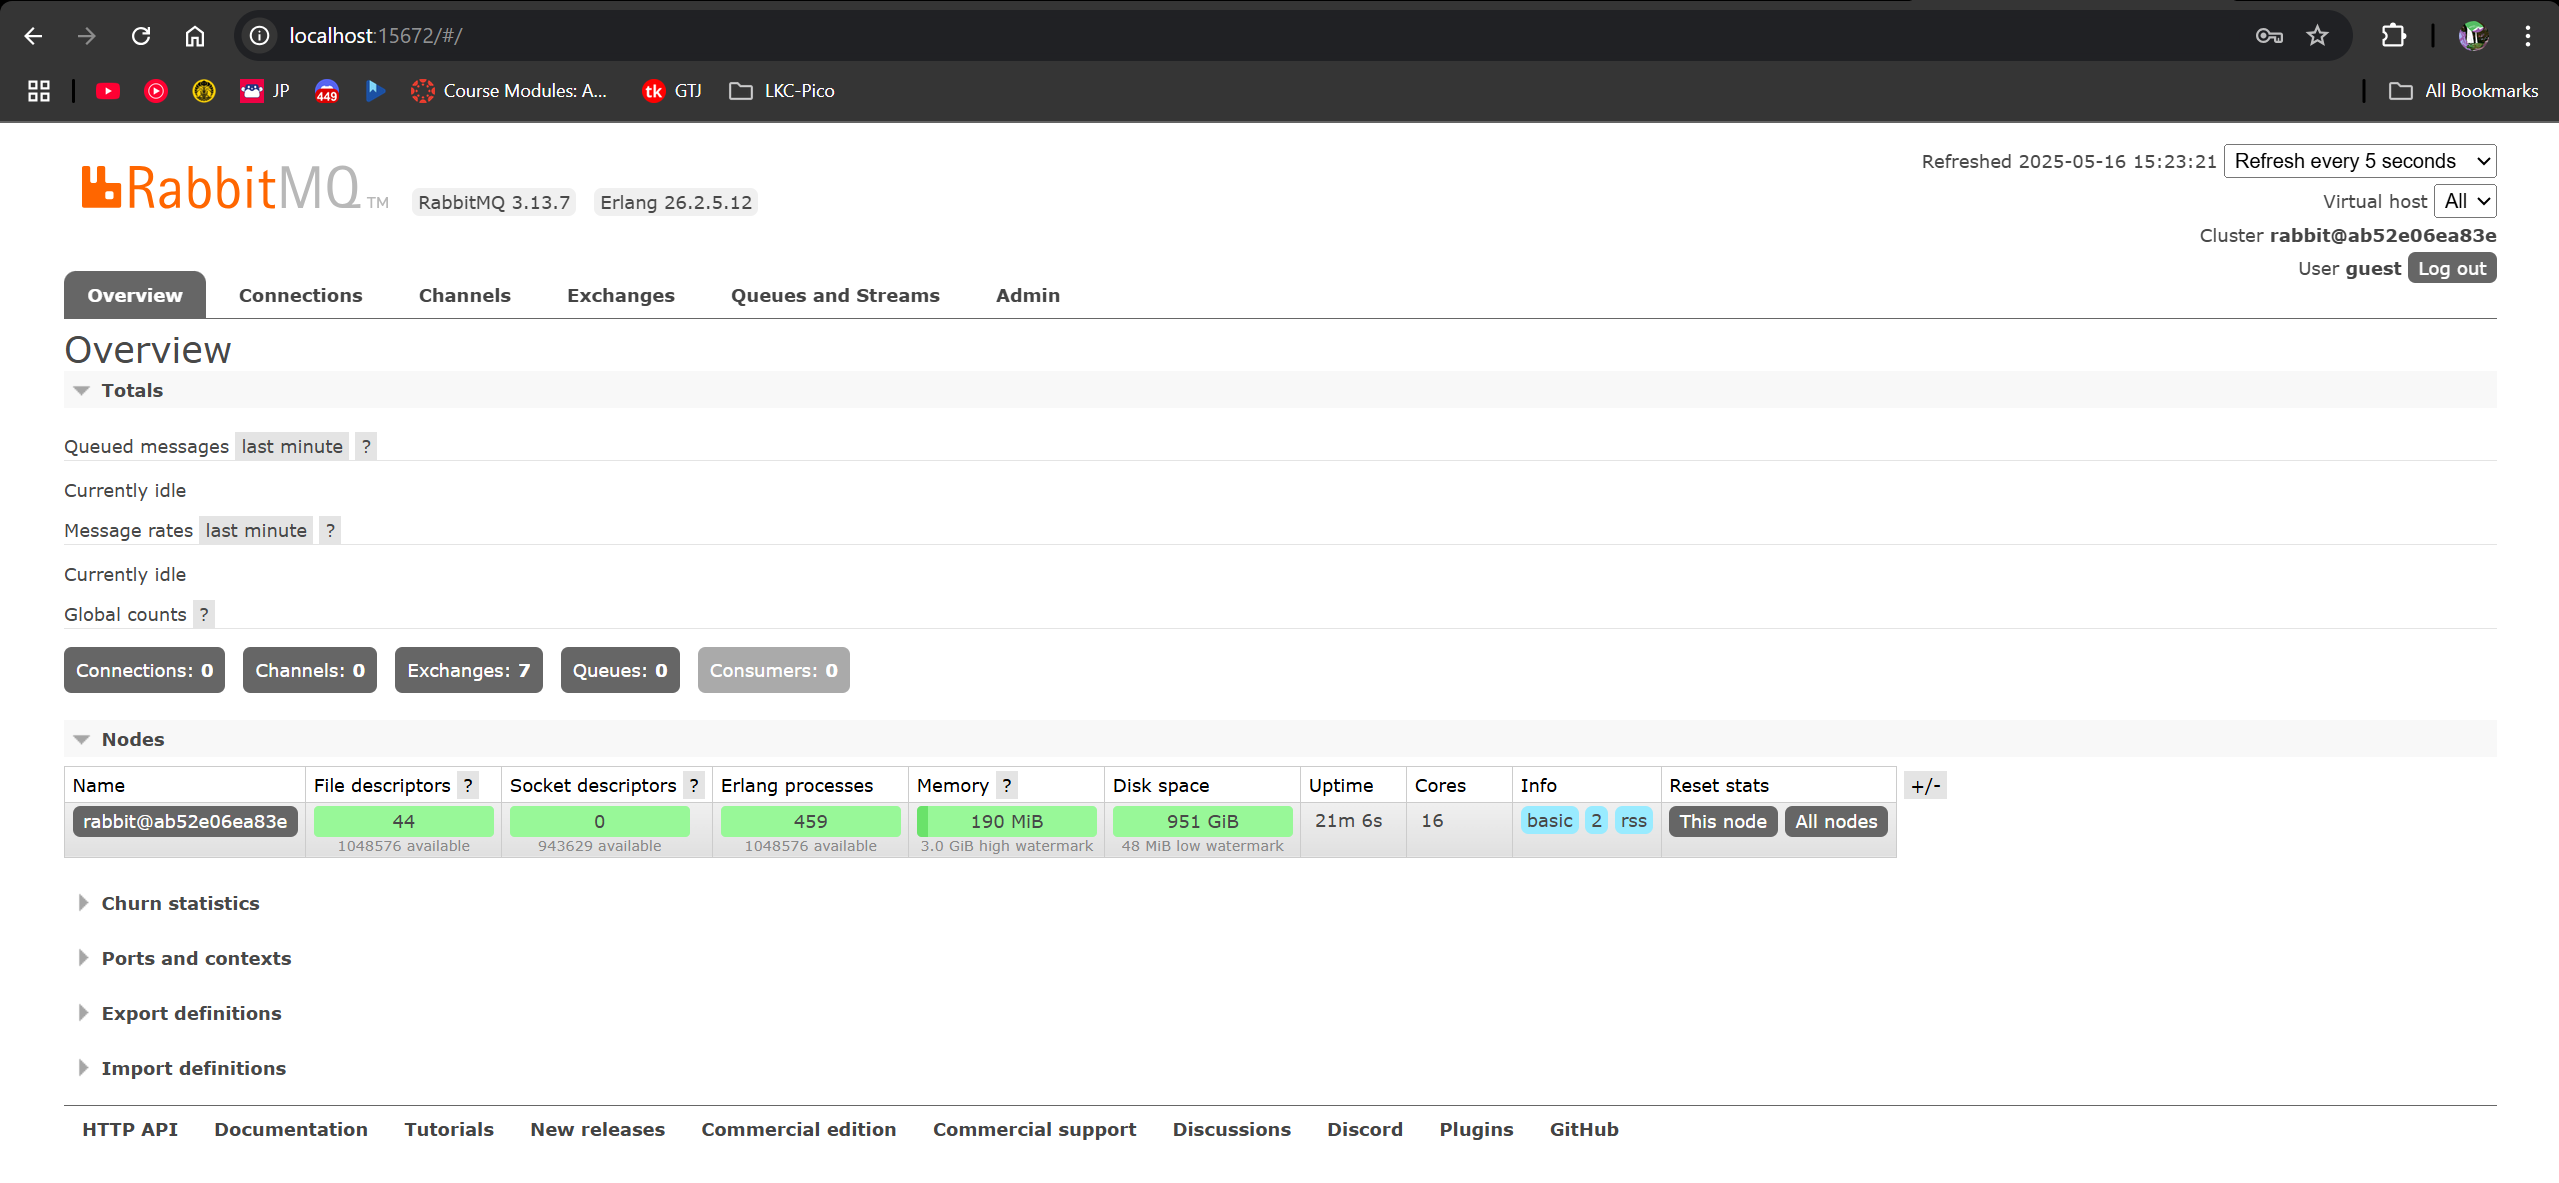 localhost:15672/#/
JP
449
Course Modules: A...
tk GTJ
LKC-Pico
All Bookmarks
RabbitMQ TM
RabbitMQ 3.13.7
Erlang 26.2.5.12
Refreshed 2025-05-16 15:23:21 Refresh every 5 seconds
Virtual host All
Cluster rabbit@ab52e06ea83e
User guest Log out
Overview Connections Channels Exchanges Queues and Streams Admin
Overview
Totals
Queued messages last minute ?
Currently idle
Message rates last minute ?
Currently idle
Global counts ?
Connections: 0 Channels: 0 Exchanges: 7 Queues: 0 Consumers: 0
Nodes
Name File descriptors ? Socket descriptors ? Erlang processes Memory ? Disk space Uptime Cores Info Reset stats +/-
rabbit@ab52e06ea83e 44 0 459 190 MiB 951 GiB 21m 6s 16 basic 2 rss This node All nodes
1048576 available 943629 available 1048576 available 3.0 GiB high watermark 48 MiB low watermark
Churn statistics
Ports and contexts
Export definitions
Import definitions
HTTP API Documentation Tutorials New releases Commercial edition Commercial support Discussions Discord Plugins GitHub